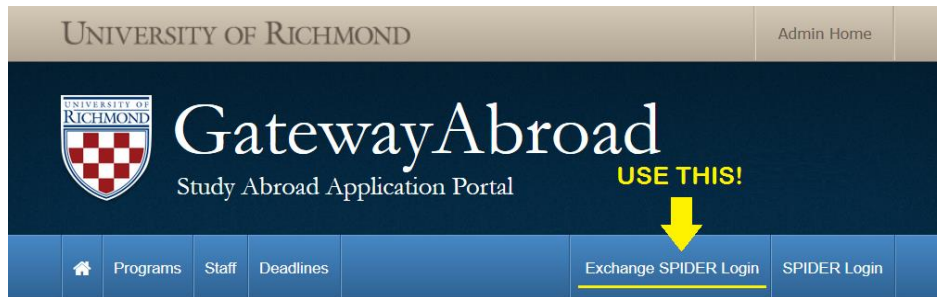 UNIVERSITY OF RICHMOND
Admin Home
UNIVERSITY OF
RICHMOND
GatewayAbroad
Study Abroad Application Portal
USE THIS!
Programs Staff Deadlines Exchange SPIDER Login SPIDER Login